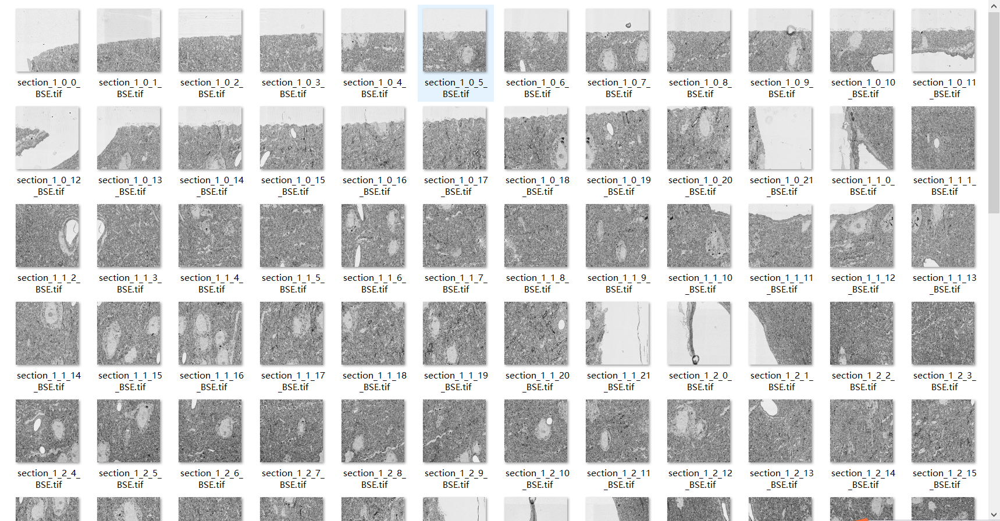 section_1_0_0_
BSE.tif
section_1_0_1_
BSE.tif
section_1_0_2_
BSE.tif
section_1_0_3_
BSE.tif
section_1_0_4_
BSE.tif
section_1_0_5_
BSE.tif
section_1_0_6_
BSE.tif
section_1_0_7_
BSE.tif
section_1_0_8_
BSE.tif
section_1_0_9_
BSE.tif
section_1_0_10
_BSE.tif
section_1_0_11
_BSE.tif
section_1_0_12
_BSE.tif
section_1_0_13
_BSE.tif
section_1_0_14
_BSE.tif
section_1_0_15
_BSE.tif
section_1_0_16
_BSE.tif
section_1_0_17
_BSE.tif
section_1_0_18
_BSE.tif
section_1_0_19
_BSE.tif
section_1_0_20
_BSE.tif
section_1_0_21
_BSE.tif
section_1_1_0_
BSE.tif
section_1_1_1_
BSE.tif
section_1_1_2_
BSE.tif
section_1_1_3_
BSE.tif
section_1_1_4_
BSE.tif
section_1_1_5_
BSE.tif
section_1_1_6_
BSE.tif
section_1_1_7_
BSE.tif
section_1_1_8_
BSE.tif
section_1_1_9_
BSE.tif
section_1_1_10
_BSE.tif
section_1_1_11
_BSE.tif
section_1_1_12
_BSE.tif
section_1_1_13
_BSE.tif
section_1_1_14
_BSE.tif
section_1_1_15
_BSE.tif
section_1_1_16
_BSE.tif
section_1_1_17
_BSE.tif
section_1_1_18
_BSE.tif
section_1_1_19
_BSE.tif
section_1_1_20
_BSE.tif
section_1_1_21
_BSE.tif
section_1_2_0_
BSE.tif
section_1_2_1_
BSE.tif
section_1_2_2_
BSE.tif
section_1_2_3_
BSE.tif
section_1_2_4_
BSE.tif
section_1_2_5_
BSE.tif
section_1_2_6_
BSE.tif
section_1_2_7_
BSE.tif
section_1_2_8_
BSE.tif
section_1_2_9_
BSE.tif
section_1_2_10
_BSE.tif
section_1_2_11
_BSE.tif
section_1_2_12
_BSE.tif
section_1_2_13
_BSE.tif
section_1_2_14
_BSE.tif
section_1_2_15
_BSE.tif